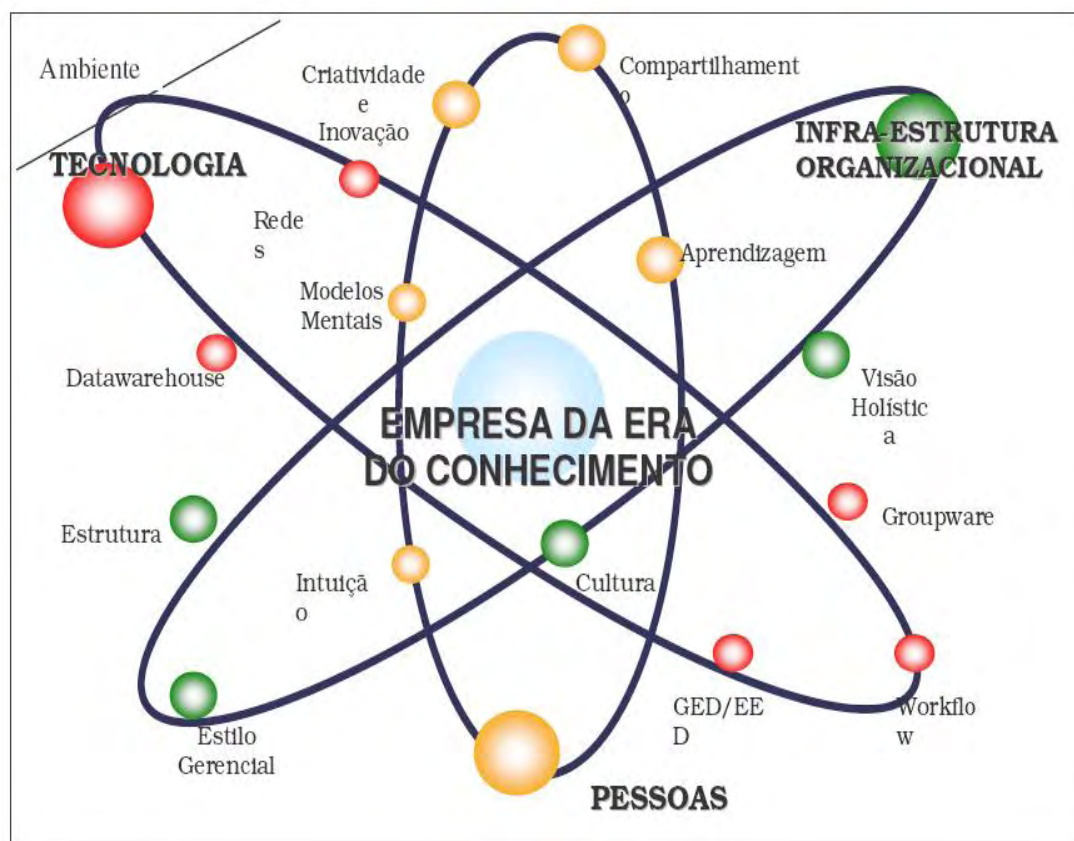 Ambiente
Criatividade
e
Inovação
Compartilhament
o
TECNOLOGIA
INFRA-ESTRUTURA
ORGANIZACIONAL
Rede
s
Aprendizagem
Modelos
Mentais
Datawarehouse
Visão
Holístic
a
EMPRESA DA ERA
DO CONHECIMENTO
Groupware
Estrutura
Intuiçã
o
Cultura
GED/EE
D
Workflo
w
Estilo
Gerencial
PESSOAS